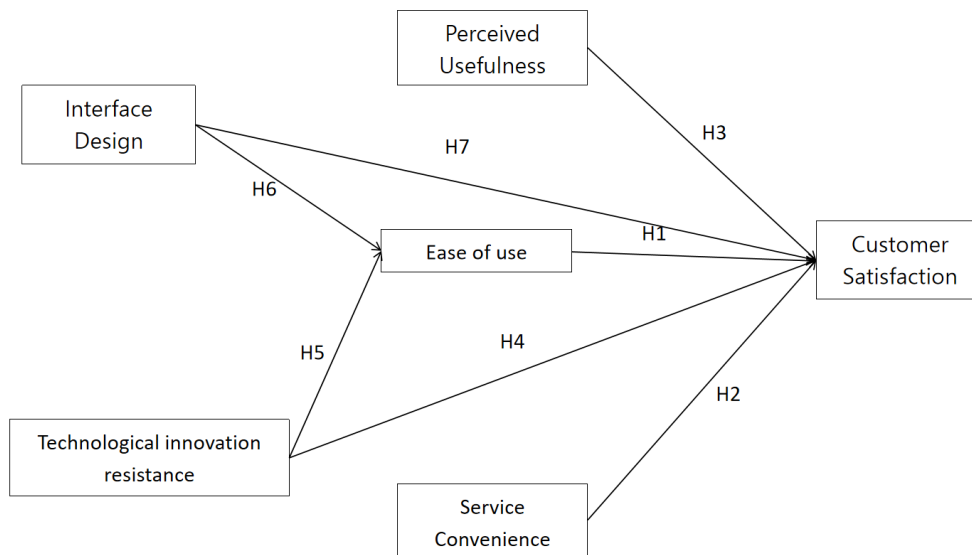 Perceived
Usefulness
Interface
Design
H3
H7
H6
H1
Ease of use
Customer
Satisfaction
H5
H4
H2
Technological innovation
resistance
Service
Convenience